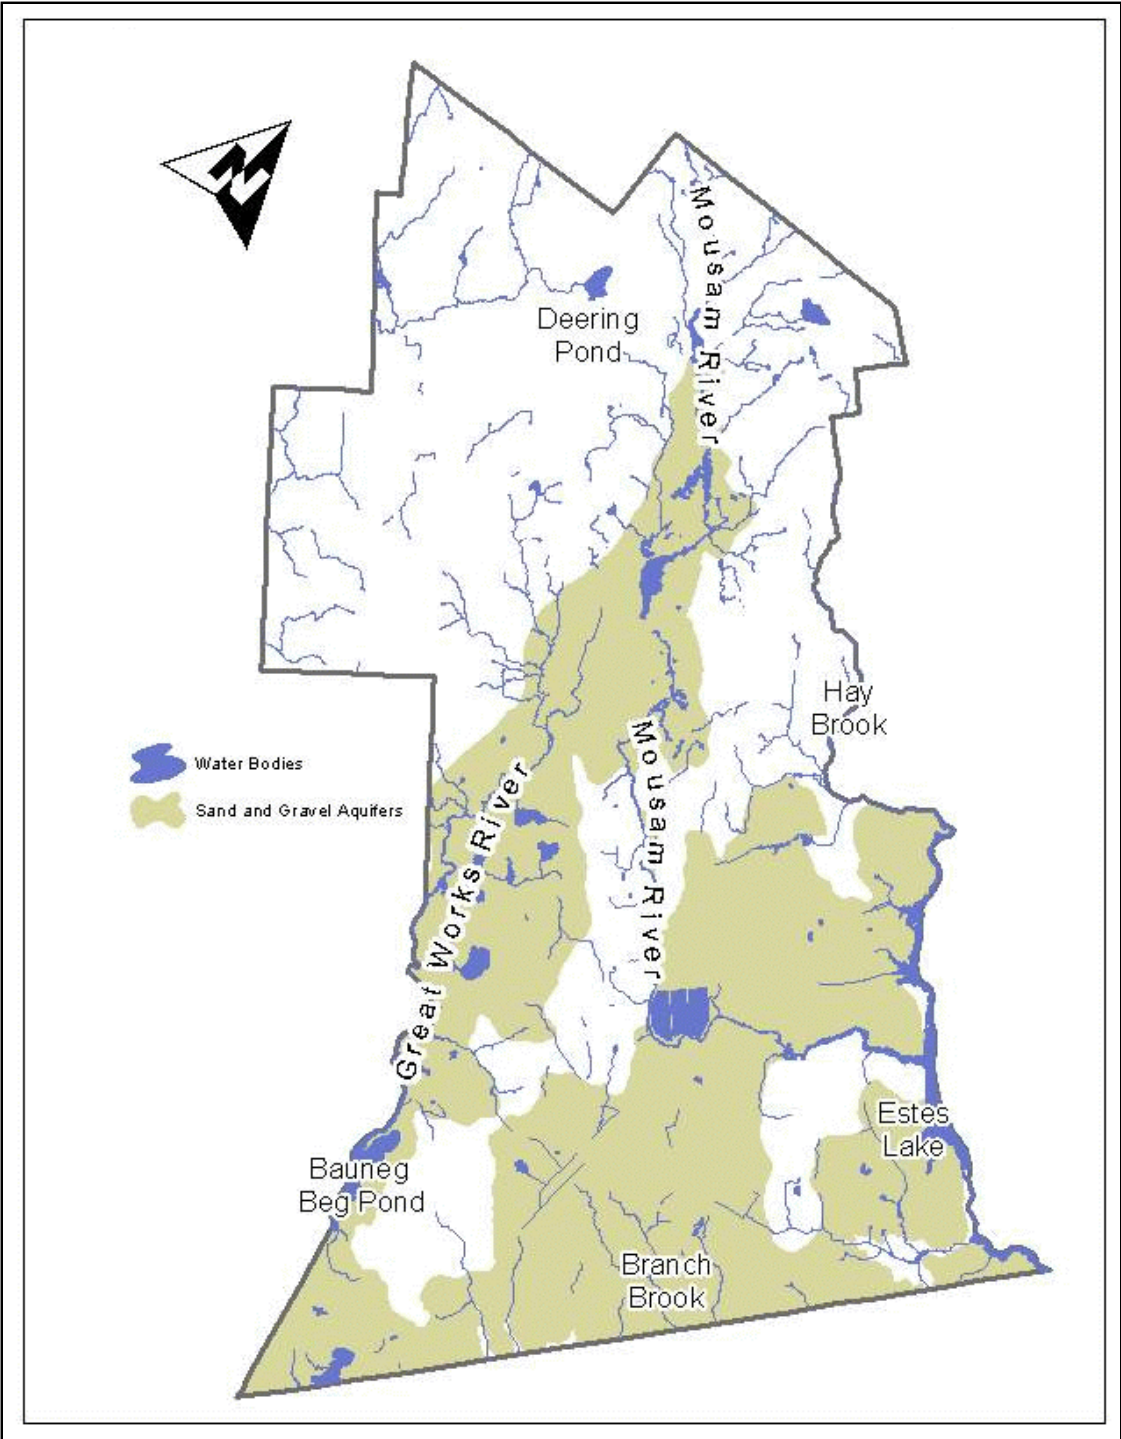 N
Mousam River
Deering
Pond
Hay
Brook
Mousam River
Water Bodies
Sand and Gravel Aquifers
Great Works River
Estes
Lake
Bauneg
Beg Pond
Branch
Brook